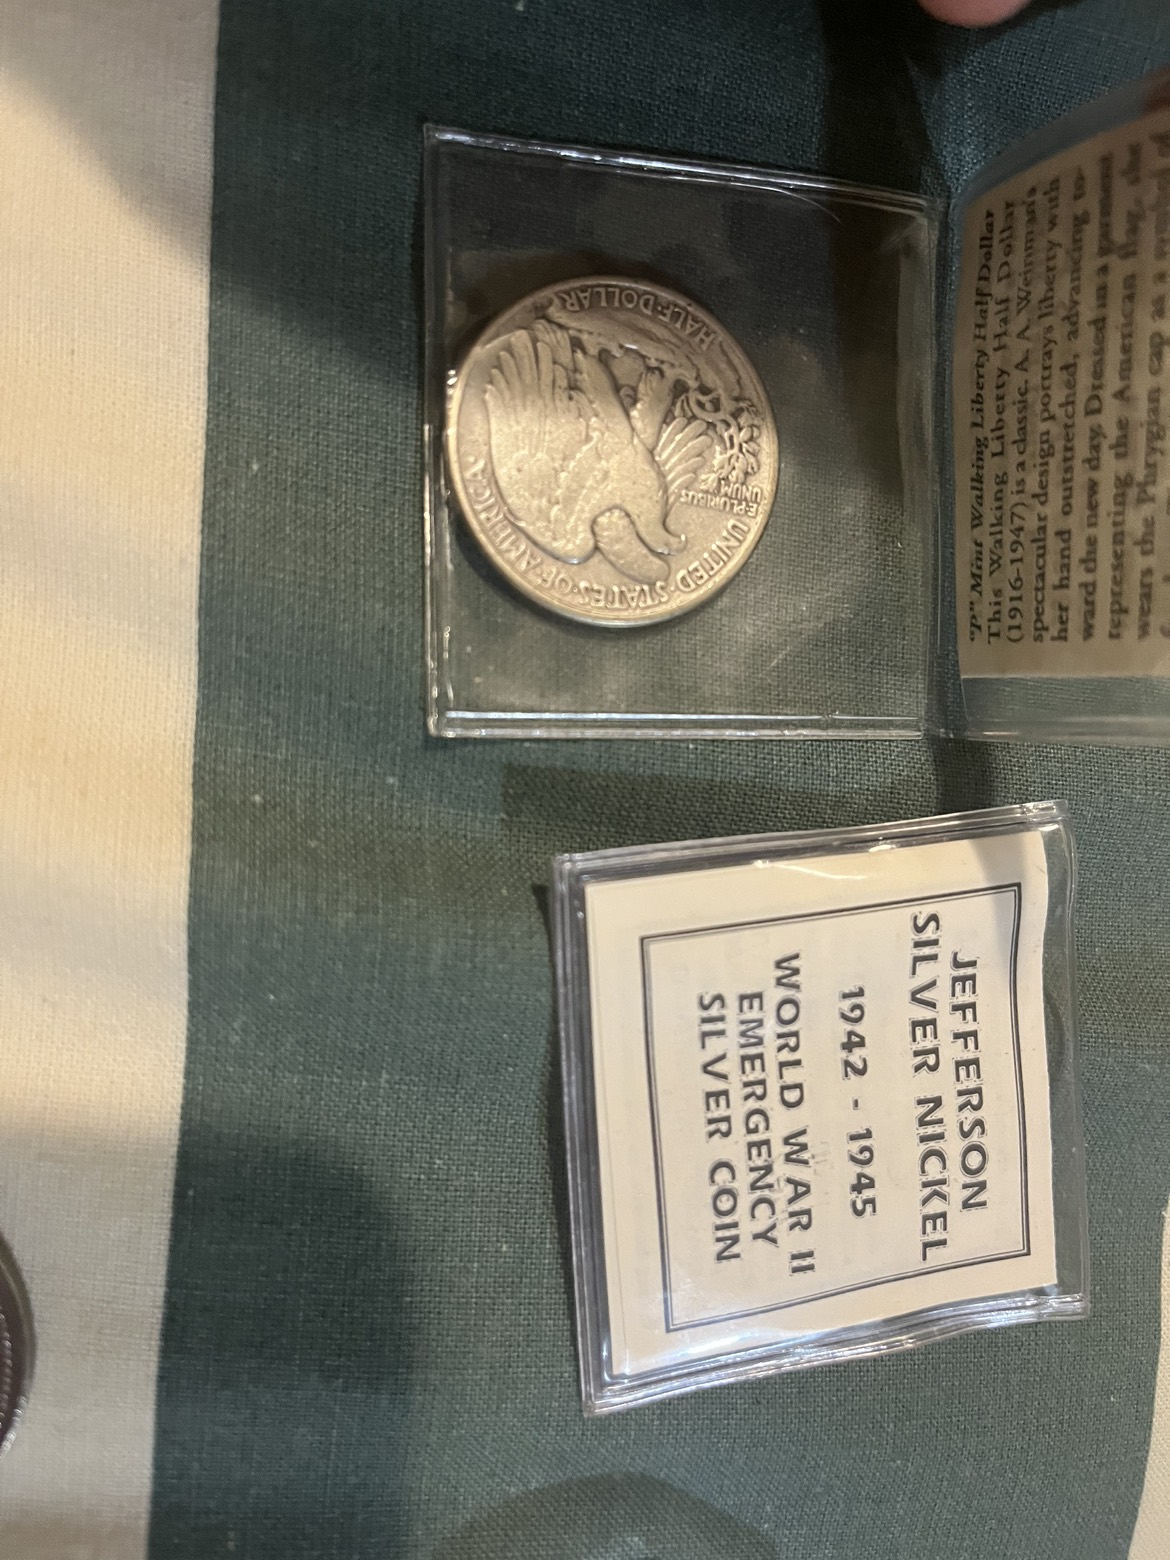 UNITED·STATES·OF·AMERICA
HALF·DOLLAR
E·PLURIBUS
UNUM
"P" Mint Walking Liberty Half Dollar
This Walking Liberty Half Dollar
(1916-1947) is a classic. A. A. Weinman's
spectacular design portrays liberty with
her hand outstretched, advancing to-
ward the new day. Dressed in a garment
representing the American flag, she
wears the Phrygian cap as a symbol of
JEFFERSON
SILVER NICKEL
1942 - 1945
WORLD WAR II
EMERGENCY
SILVER COIN